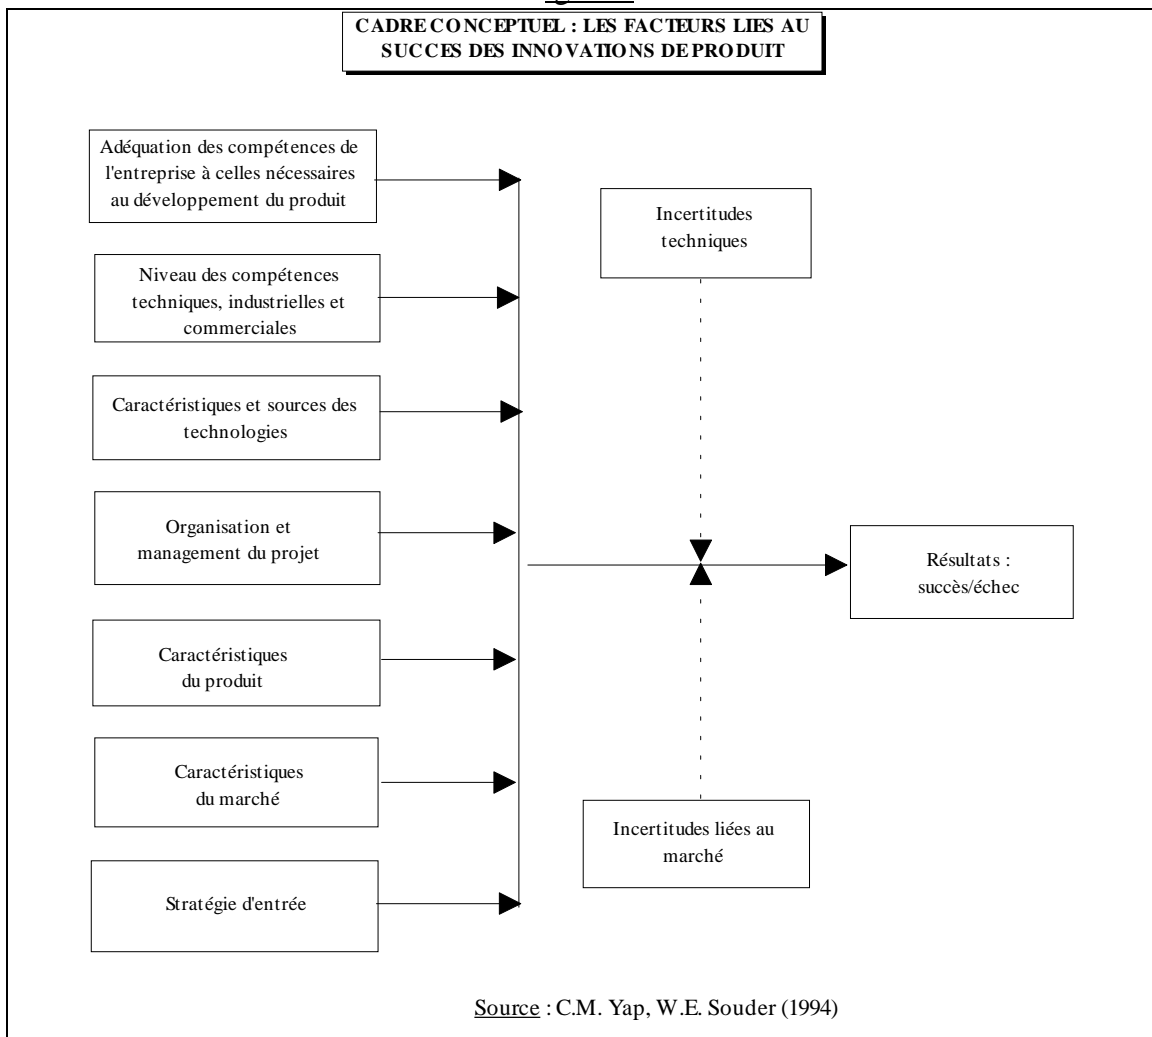 CADRE CONCEPTUEL : LES FACTEURS LIES AU
SUCCES DES INNOVATIONS DE PRODUIT
Adéquation des compétences de
l'entreprise à celles nécessaires
au développement du produit
Niveau des compétences
techniques, industrielles et
commerciales
Caractéristiques et sources des
technologies
Organisation et
management du projet
Caractéristiques
du produit
Caractéristiques
du marché
Stratégie d'entrée
Incertitudes
techniques
Incertitudes liées au
marché
Résultats :
succès/échec
Source : C.M. Yap, W.E. Souder (1994)